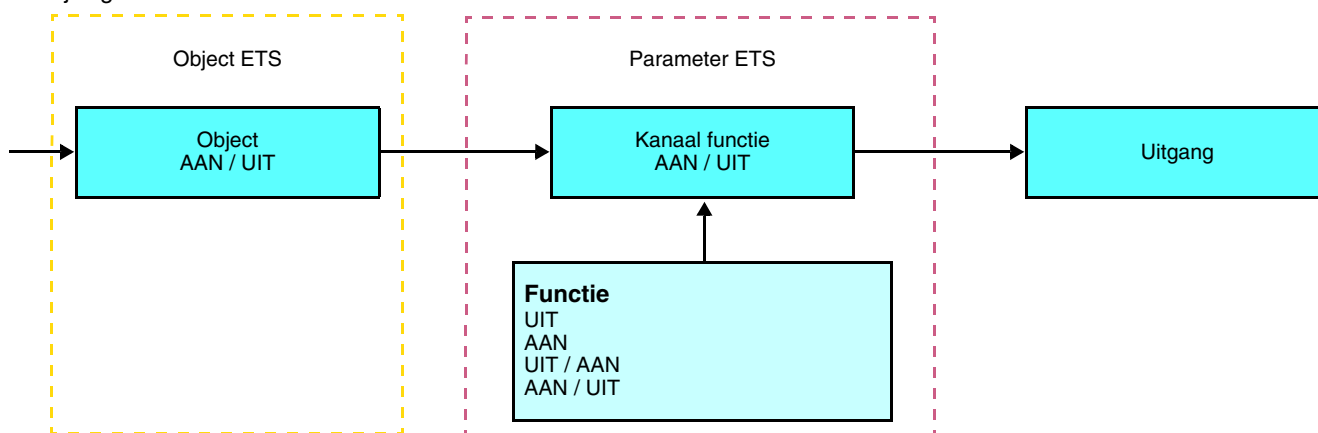 Object ETS
Parameter ETS
Object
AAN / UIT
Kanaal functie
AAN / UIT
Uitgang
Functie
UIT
AAN
UIT / AAN
AAN / UIT